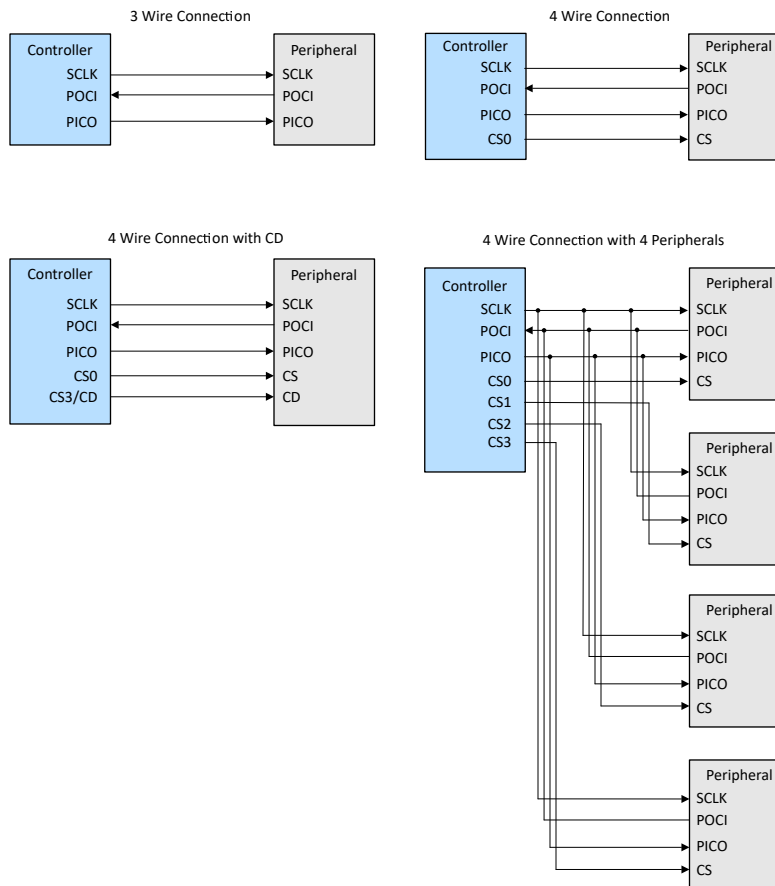 3 Wire Connection
Controller
SCLK
POCI
PICO
Peripheral
SCLK
POCI
PICO
4 Wire Connection
Controller
SCLK
POCI
PICO
CS0
Peripheral
SCLK
POCI
PICO
CS
4 Wire Connection with CD
Controller
SCLK
POCI
PICO
CS0
CS3/CD
Peripheral
SCLK
POCI
PICO
CS
CD
4 Wire Connection with 4 Peripherals
Controller
SCLK
POCI
PICO
CS0
CS1
CS2
CS3
Peripheral
SCLK
POCI
PICO
CS
Peripheral
SCLK
POCI
PICO
CS
Peripheral
SCLK
POCI
PICO
CS
Peripheral
SCLK
POCI
PICO
CS